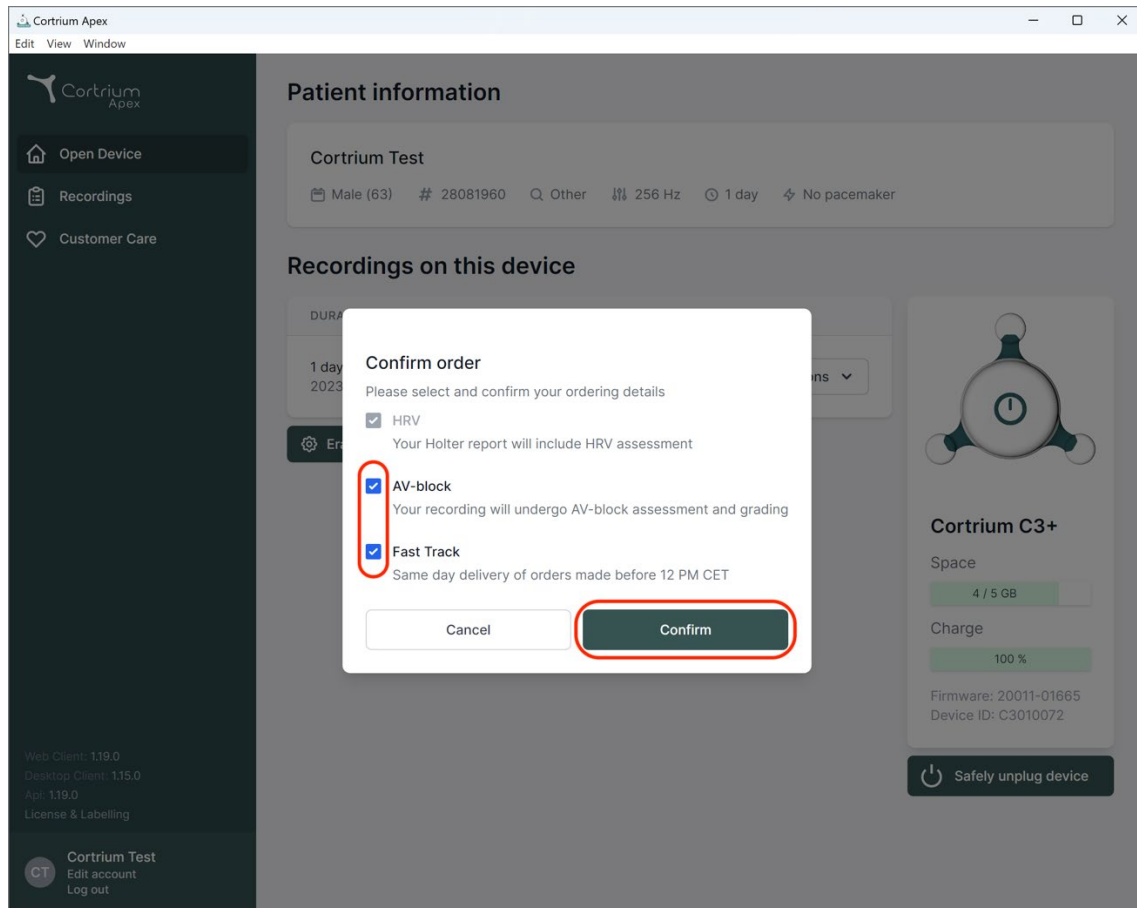 Cortrium Apex
Edit View Window
Cortrium
Apex
Open Device
Recordings
Customer Care
Web Client: 1.19.0
Desktop Client: 1.15.0
Api: 1.19.0
License & Labelling
CT
Cortrium Test
Edit account
Log out
Patient information
Cortrium Test
Male (63) # 28081960 Other 256 Hz 1 day No pacemaker
Recordings on this device
DURA
1 day
2023
ons
Era
Confirm order
Please select and confirm your ordering details
HRV
Your Holter report will include HRV assessment
AV-block
Your recording will undergo AV-block assessment and grading
Fast Track
Same day delivery of orders made before 12 PM CET
Cancel Confirm
Cortrium C3+
Space
4 / 5 GB
Charge
100 %
Firmware: 20011-01665
Device ID: C3010072
Safely unplug device